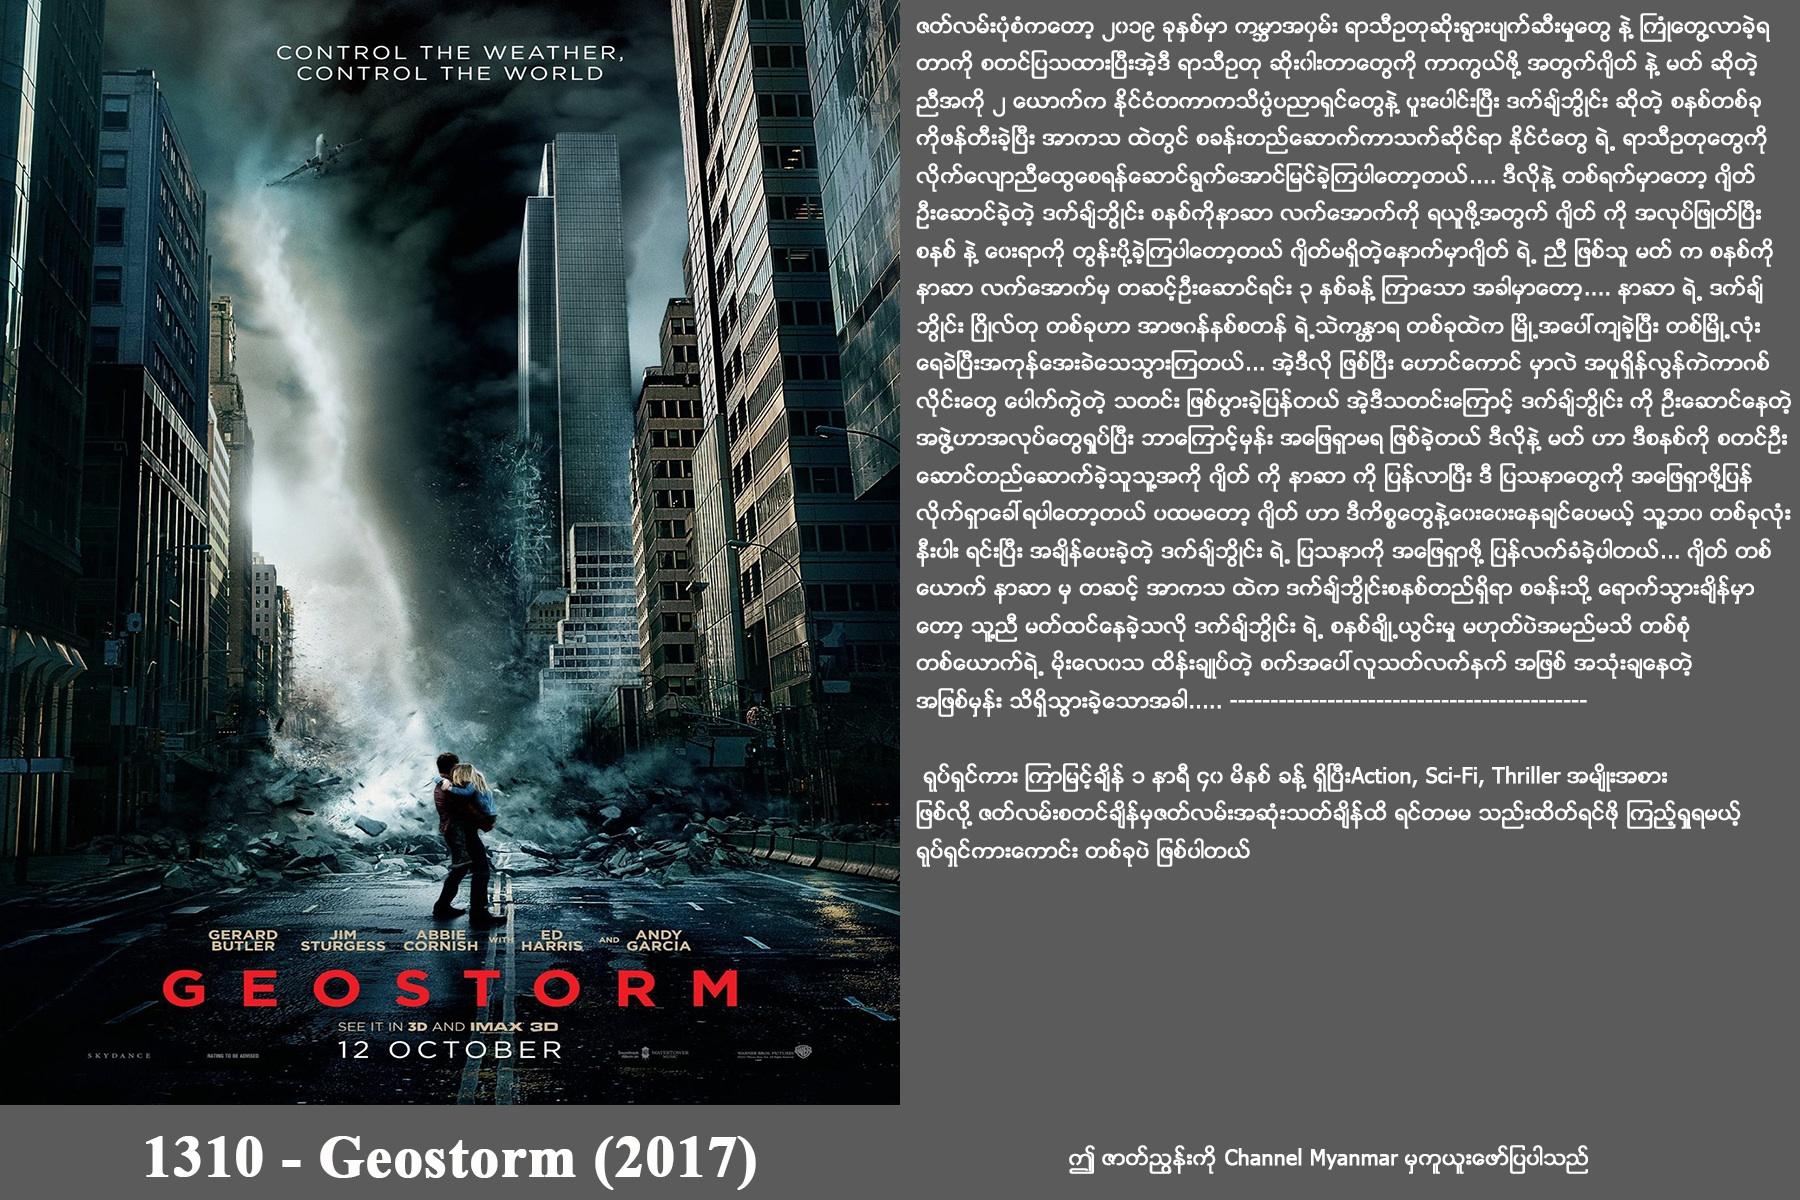 CONTROL THE WEATHER,
CONTROL THE WORLD
GERARD BUTLER JIM STURGESS ABBIE CORNISH WITH ED HARRIS AND ANDY GARCIA
GEOSTORM
SEE IT IN 3D AND IMAX 3D
12 OCTOBER
SKYDANCE
RATING TO BE ADVISED
WATERTOWER MUSIC
1310 - Geostorm (2017)
ဇတ်လမ်းပုံစံကတော့ ၂၀၁၉ ခုနှစ်မှာ ကမ္ဘာအပှမ်း ရာသီဥတုဆိုးရွားပျက်ဆီးမှုတွေ နဲ့ ကြုံတွေ့လာခဲ့ရ
တာကို စတင်ပြသထားပြီးအဲ့ဒီ ရာသီဥတု ဆိုးဂါးတာတွေကို ကာကွယ်ဖို့ အတွက်ဂျိတ် နဲ့ မတ် ဆိုတဲ့
ညီအကို ၂ ယောက်က နိုင်ငံတကာကသိပ္ပံပညာရှင်တွေနဲ့ ပူးပေါင်းပြီး ဒက်ချ်ဘွိုင်း ဆိုတဲ့ စနစ်တစ်ခု
ကိုဖန်တီးခဲ့ပြီး အာကသ ထဲတွင် စခန်းတည်ဆောက်ကာသက်ဆိုင်ရာ နိုင်ငံတွေ ရဲ့ ရာသီဥတုတွေကို
လိုက်လျောညီထွေစေရန်ဆောင်ရွက်အောင်မြင်ခဲ့ကြပါတော့တယ်.... ဒီလိုနဲ့ တစ်ရက်မှာတော့ ဂျိတ်
ဦးဆောင်ခဲ့တဲ့ ဒက်ချ်ဘွိုင်း စနစ်ကိုနာဆာ လက်အောက်ကို ရယူဖို့အတွက် ဂျိတ် ကို အလုပ်ဖြုတ်ပြီး
စနစ် နဲ့ ဝေးရာကို တွန်းပို့ခဲ့ကြပါတော့တယ် ဂျိတ်မရှိတဲ့နောက်မှာဂျိတ် ရဲ့ ညီ ဖြစ်သူ မတ် က စနစ်ကို
နာဆာ လက်အောက်မှ တဆင့်ဦးဆောင်ရင်း ၃ နှစ်ခန့် ကြာသော အခါမှာတော့.... နာဆာ ရဲ့ ဒက်ချ်
ဘွိုင်း ဂြိုလ်တု တစ်ခုဟာ အာဖဂန်နစ်စတန် ရဲ့သဲကန္တာရ တစ်ခုထဲက မြို့အပေါ်ကျခဲ့ပြီး တစ်မြို့လုံး
ရေခဲပြီးအကုန်အေးခဲသေသွားကြတယ်... အဲ့ဒီလို ဖြစ်ပြီး ဟောင်ကောင် မှာလဲ အပူရှိန်လွန်ကဲကာဂစ်
လိုင်းတွေ ပေါက်ကွဲတဲ့ သတင်း ဖြစ်ပွားခဲ့ပြန်တယ် အဲ့ဒီသတင်းကြောင့် ဒက်ချ်ဘွိုင်း ကို ဦးဆောင်နေတဲ့
အဖွဲ့ဟာအလုပ်တွေရှုပ်ပြီး ဘာကြောင့်မှန်း အဖြေရှာမရ ဖြစ်ခဲ့တယ် ဒီလိုနဲ့ မတ် ဟာ ဒီစနစ်ကို စတင်ဦး
ဆောင်တည်ဆောက်ခဲ့သူသူ့အကို ဂျိတ် ကို နာဆာ ကို ပြန်လာပြီး ဒီ ပြသနာတွေကို အဖြေရှာဖို့ပြန်
လိုက်ရှာခေါ်ရပါတော့တယ် ပထမတော့ ဂျိတ် ဟာ ဒီကိစ္စတွေနဲ့ဝေးဝေးနေချင်ပေမယ့် သူ့ဘဝ တစ်ခုလုံး
နီးပါး ရင်းပြီး အချိန်ပေးခဲ့တဲ့ ဒက်ချ်ဘွိုင်း ရဲ့ ပြသနာကို အဖြေရှာဖို့ ပြန်လက်ခံခဲ့ပါတယ်... ဂျိတ် တစ်
ယောက် နာဆာ မှ တဆင့် အာကသ ထဲက ဒက်ချ်ဘွိုင်းစနစ်တည်ရှိရာ စခန်းသို့ ရောက်သွားချိန်မှာ
တော့ သူ့ညီ မတ်ထင်နေခဲ့သလို ဒက်ချ်ဘွိုင်း ရဲ့ စနစ်ချို့ယွင်းမှု မဟုတ်ပဲအမည်မသိ တစ်စုံ
တစ်ယောက်ရဲ့ မိုးလေဝသ ထိန်းချုပ်တဲ့ စက်အပေါ်လူသတ်လက်နက် အဖြစ် အသုံးချနေတဲ့
အဖြစ်မှန်း သိရှိသွားခဲ့သောအခါ..... --------------------------------------------
ရုပ်ရှင်ကား ကြာမြင့်ချိန် ၁ နာရီ ၄၀ မိနစ် ခန့် ရှိပြီးAction, Sci-Fi, Thriller အမျိုးအစား
ဖြစ်လို့ ဇတ်လမ်းစတင်ချိန်မှဇတ်လမ်းအဆုံးသတ်ချိန်ထိ ရင်တမမ သည်းထိတ်ရင်ဖို ကြည့်ရှုရမယ့်
ရုပ်ရှင်ကားကောင်း တစ်ခုပဲ ဖြစ်ပါတယ်
ဤ ဇာတ်ညွှန်းကို Channel Myanmar မှကူယူးဖော်ပြပါသည်